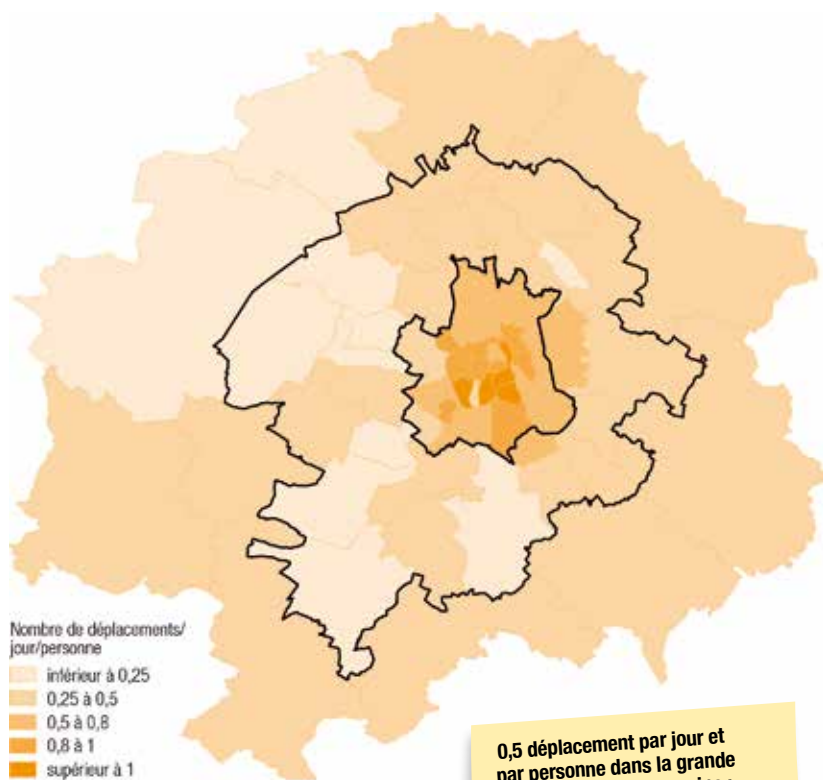 Nombre de déplacements/
jour/personne
inférieur à 0,25
0,25 à 0,5
0,5 à 0,8
0,8 à 1
supérieur à 1
0,5 déplacement par jour et
par personne dans la grande